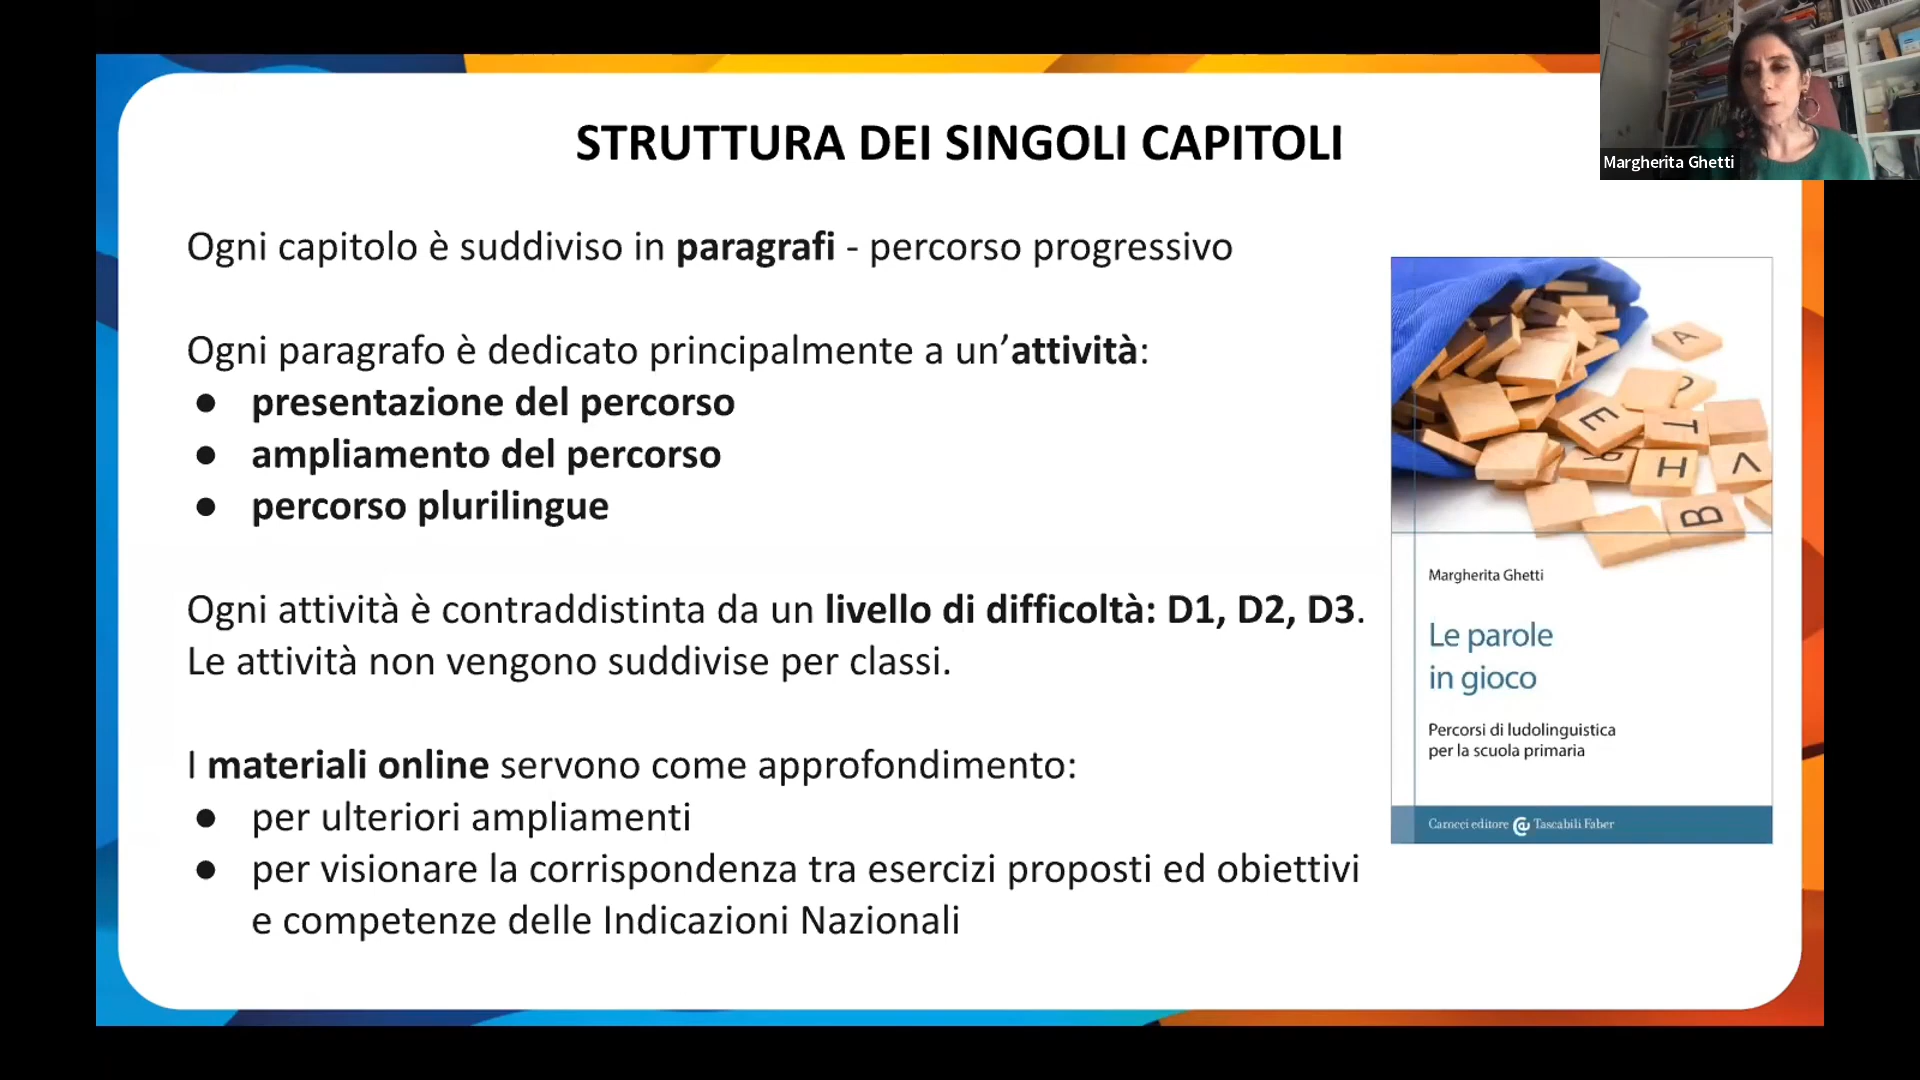 STRUTTURA DEI SINGOLI CAPITOLI
Margherita Ghetti
Ogni capitolo è suddiviso in paragrafi - percorso progressivo
Ogni paragrafo è dedicato principalmente a un’attività:
● presentazione del percorso
● ampliamento del percorso
● percorso plurilingue
Ogni attività è contraddistinta da un livello di difficoltà: D1, D2, D3.
Le attività non vengono suddivise per classi.
I materiali online servono come approfondimento:
● per ulteriori ampliamenti
● per visionare la corrispondenza tra esercizi proposti ed obiettivi
e competenze delle Indicazioni Nazionali
A
E
T
R
H
V
B
Margherita Ghetti
Le parole
in gioco
Percorsi di ludolinguistica
per la scuola primaria
Carocci editore @ Tascabili Faber